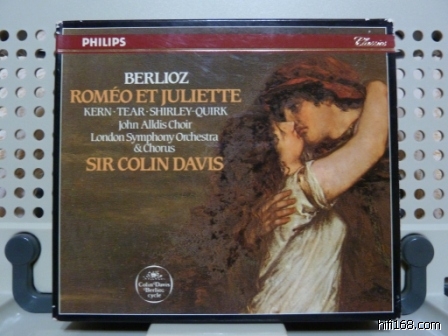 PHILIPS
Classics
BERLIOZ
ROMÉO ET JULIETTE
KERN · TEAR · SHIRLEY-QUIRK
John Alldis Choir
London Symphony Orchestra
& Chorus
SIR COLIN DAVIS
Colin Davis
Berlioz
cycle
hifi168.com